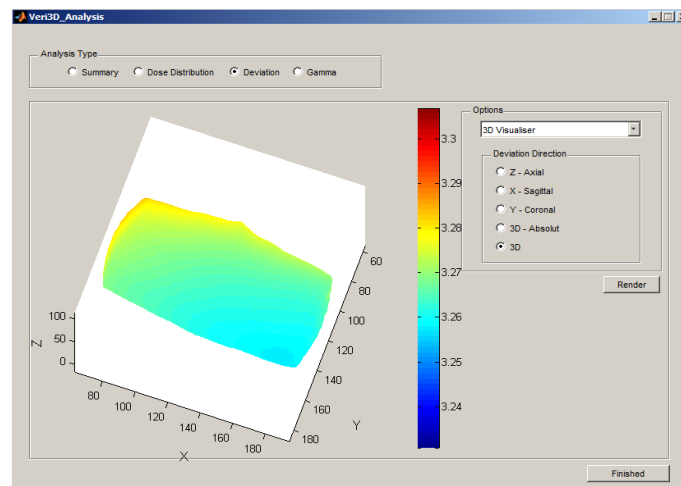 Veri3D_Analysis
Analysis Type
Summary Dose Distribution Deviation Gamma
Options
3D Visualiser
Deviation Direction
Z - Axial
X - Sagittal
Y - Coronal
3D - Absolut
3D
Render
3.3
3.29
3.28
3.27
3.26
3.25
3.24
100
50
0
Z
80
100
120
140
160
180
X
60
80
100
120
140
160
180
Y
Finished